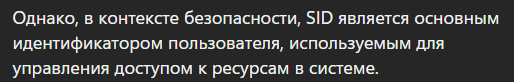 Однако, в контексте безопасности, SID является основным
идентификатором пользователя, используемым для
управления доступом к ресурсам в системе.